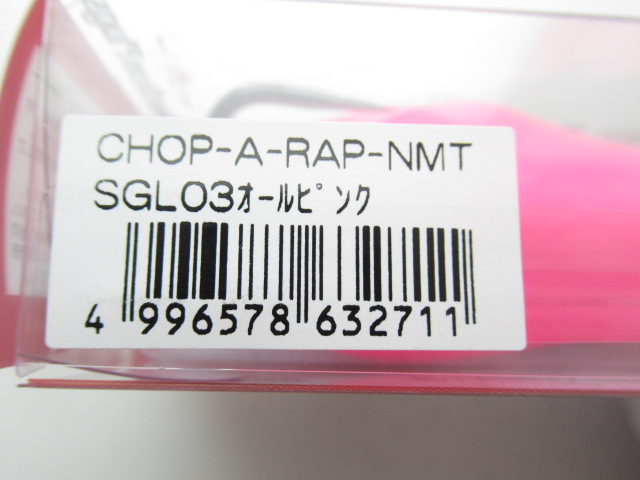 CHOP-A-RAP-NMT
SGL03ｵｰﾙﾋﾟﾝｸ
4 996578 632711